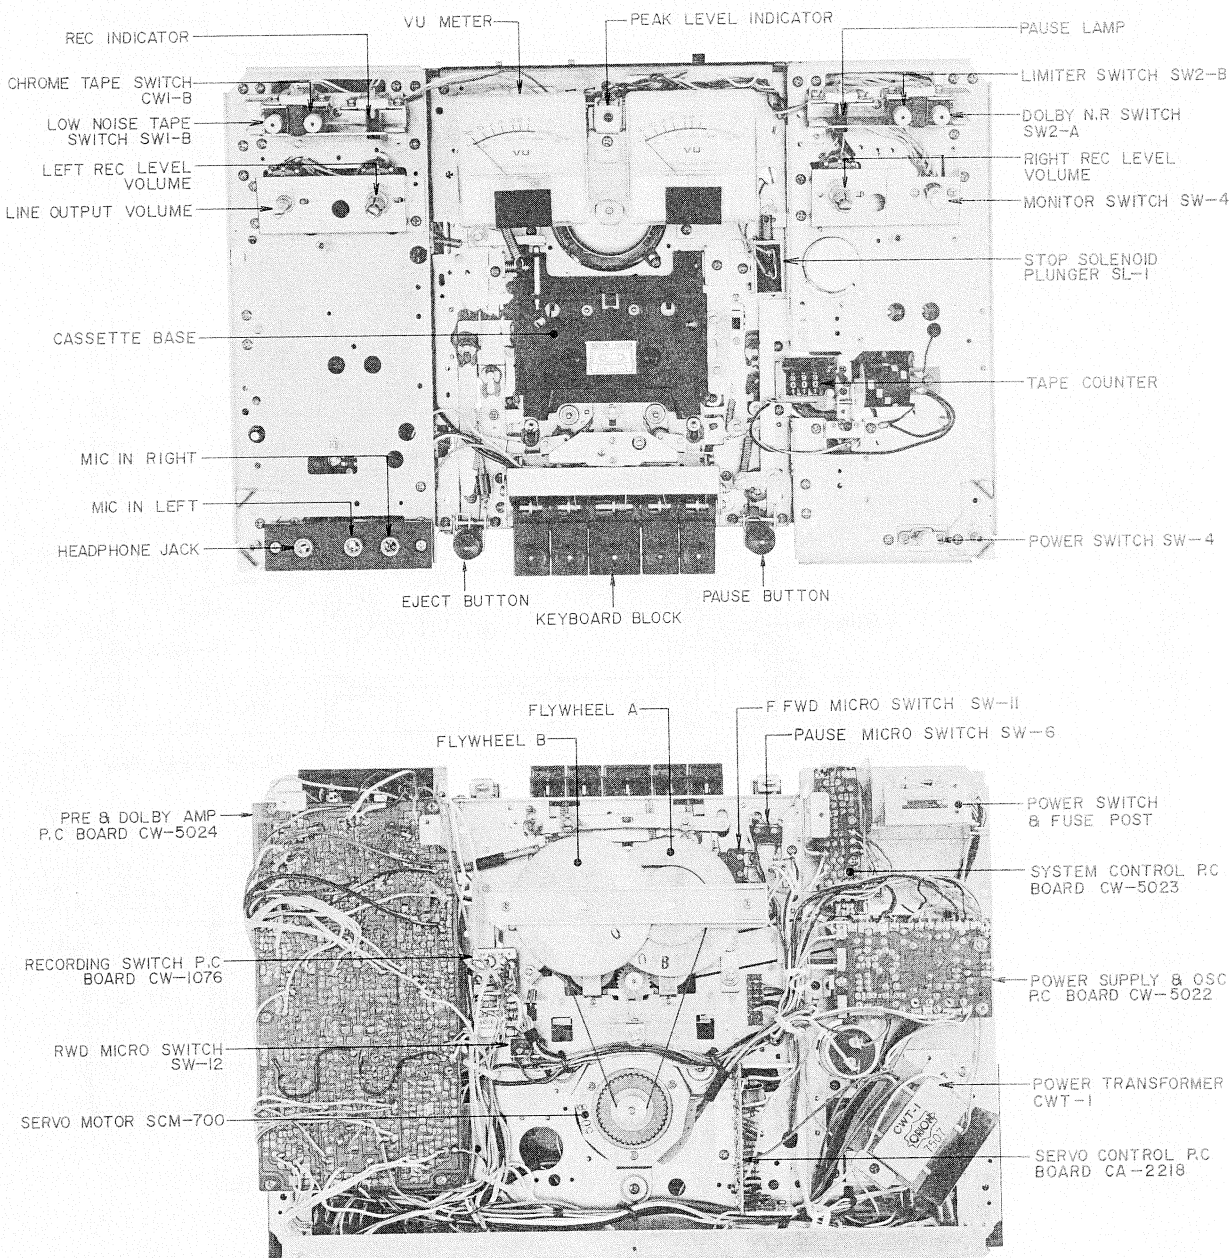 VU METER
PEAK LEVEL INDICATOR
REC INDICATOR
PAUSE LAMP
CHROME TAPE SWITCH
CW1-B
LIMITER SWITCH SW2-B
LOW NOISE TAPE
SWITCH SW1-B
DOLBY N.R SWITCH
SW2-A
LEFT REC LEVEL
VOLUME
RIGHT REC LEVEL
VOLUME
LINE OUTPUT VOLUME
MONITOR SWITCH SW-4
VU
VU
STOP SOLENOID
PLUNGER SL-1
CASSETTE BASE
TAPE COUNTER
MIC IN RIGHT
MIC IN LEFT
HEADPHONE JACK
POWER SWITCH SW-4
EJECT BUTTON
PAUSE BUTTON
KEYBOARD BLOCK
FLYWHEEL A
F.FWD MICRO SWITCH SW-11
FLYWHEEL B
PAUSE MICRO SWITCH SW-6
PRE & DOLBY AMP
P.C BOARD CW-5024
POWER SWITCH
& FUSE POST
SYSTEM CONTROL P.C
BOARD CW-5023
B
RECORDING SWITCH P.C
BOARD CW-1076
POWER SUPPLY & OSC
P.C BOARD CW-5022
RWD MICRO SWITCH
SW-12
POWER TRANSFORMER
CWT-1
SERVO MOTOR SCM-700
CWT-1
7507
SERVO CONTROL P.C
BOARD CA-2218